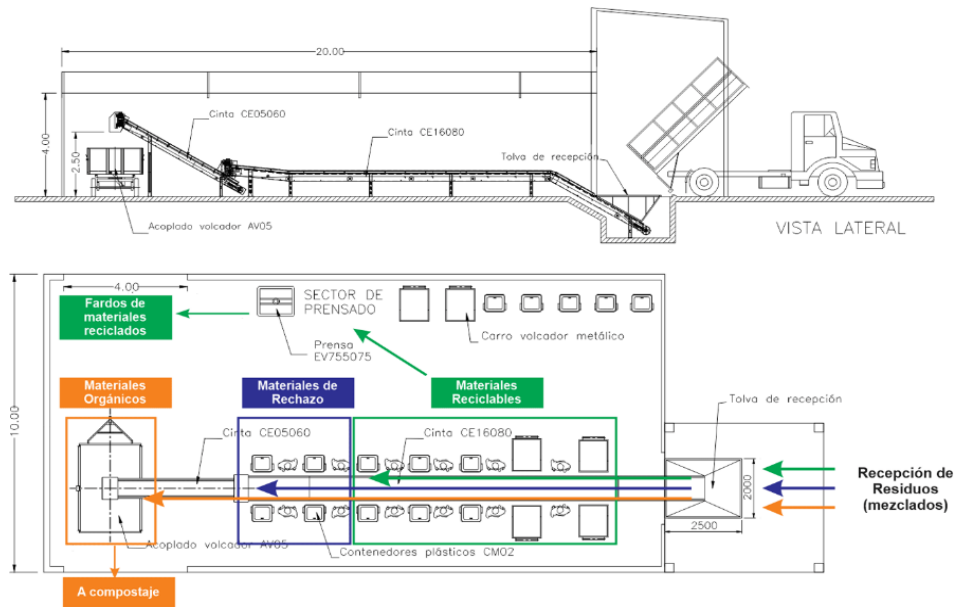 20.00
Cinta CE05060
Cinta CE16080
4.00
2.50
Tolva de recepción
Acoplado volcador AV05
VISTA LATERAL
4.00
Fardos de
materiales
reciclados
SECTOR DE
PRENSADO
Prensa
EV755075
Carro volcador metálico
Materiales
Orgánicos
Materiales de
Rechazo
Materiales
Reciclables
Tolva de recepción
10.00
Cinta CE05060
Cinta CE16080
Recepción de
Residuos
(mezclados)
2000
2500
Acoplado volcador AV05
Contenedores plásticos CM02
A compostaje